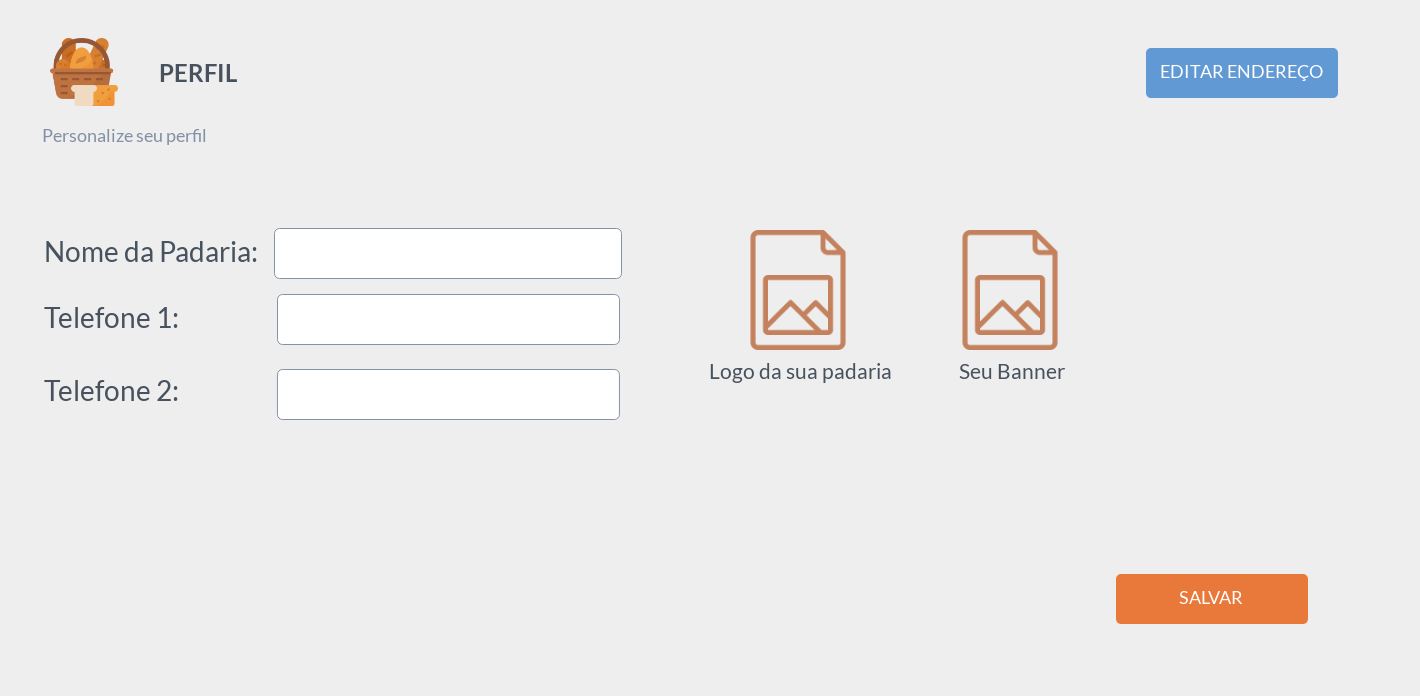 PERFIL
EDITAR ENDEREÇO
Personalize seu perfil
Nome da Padaria:
Telefone 1:
Telefone 2:
Logo da sua padaria
Seu Banner
SALVAR